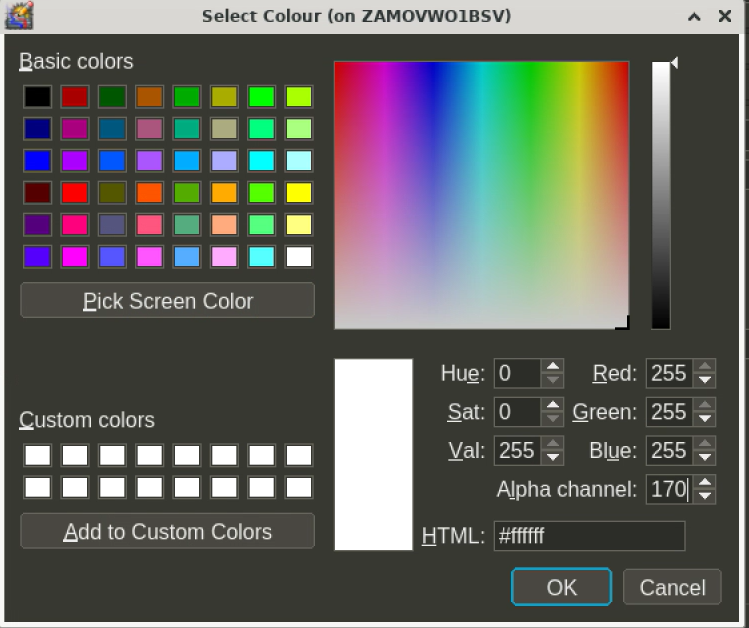 Select Colour (on ZAMOVWO1BSV)
Basic colors
Pick Screen Color
Custom colors
Add to Custom Colors
Hue: 0 Red: 255
Sat: 0 Green: 255
Val: 255 Blue: 255
Alpha channel: 170
HTML: #ffffff
OK Cancel